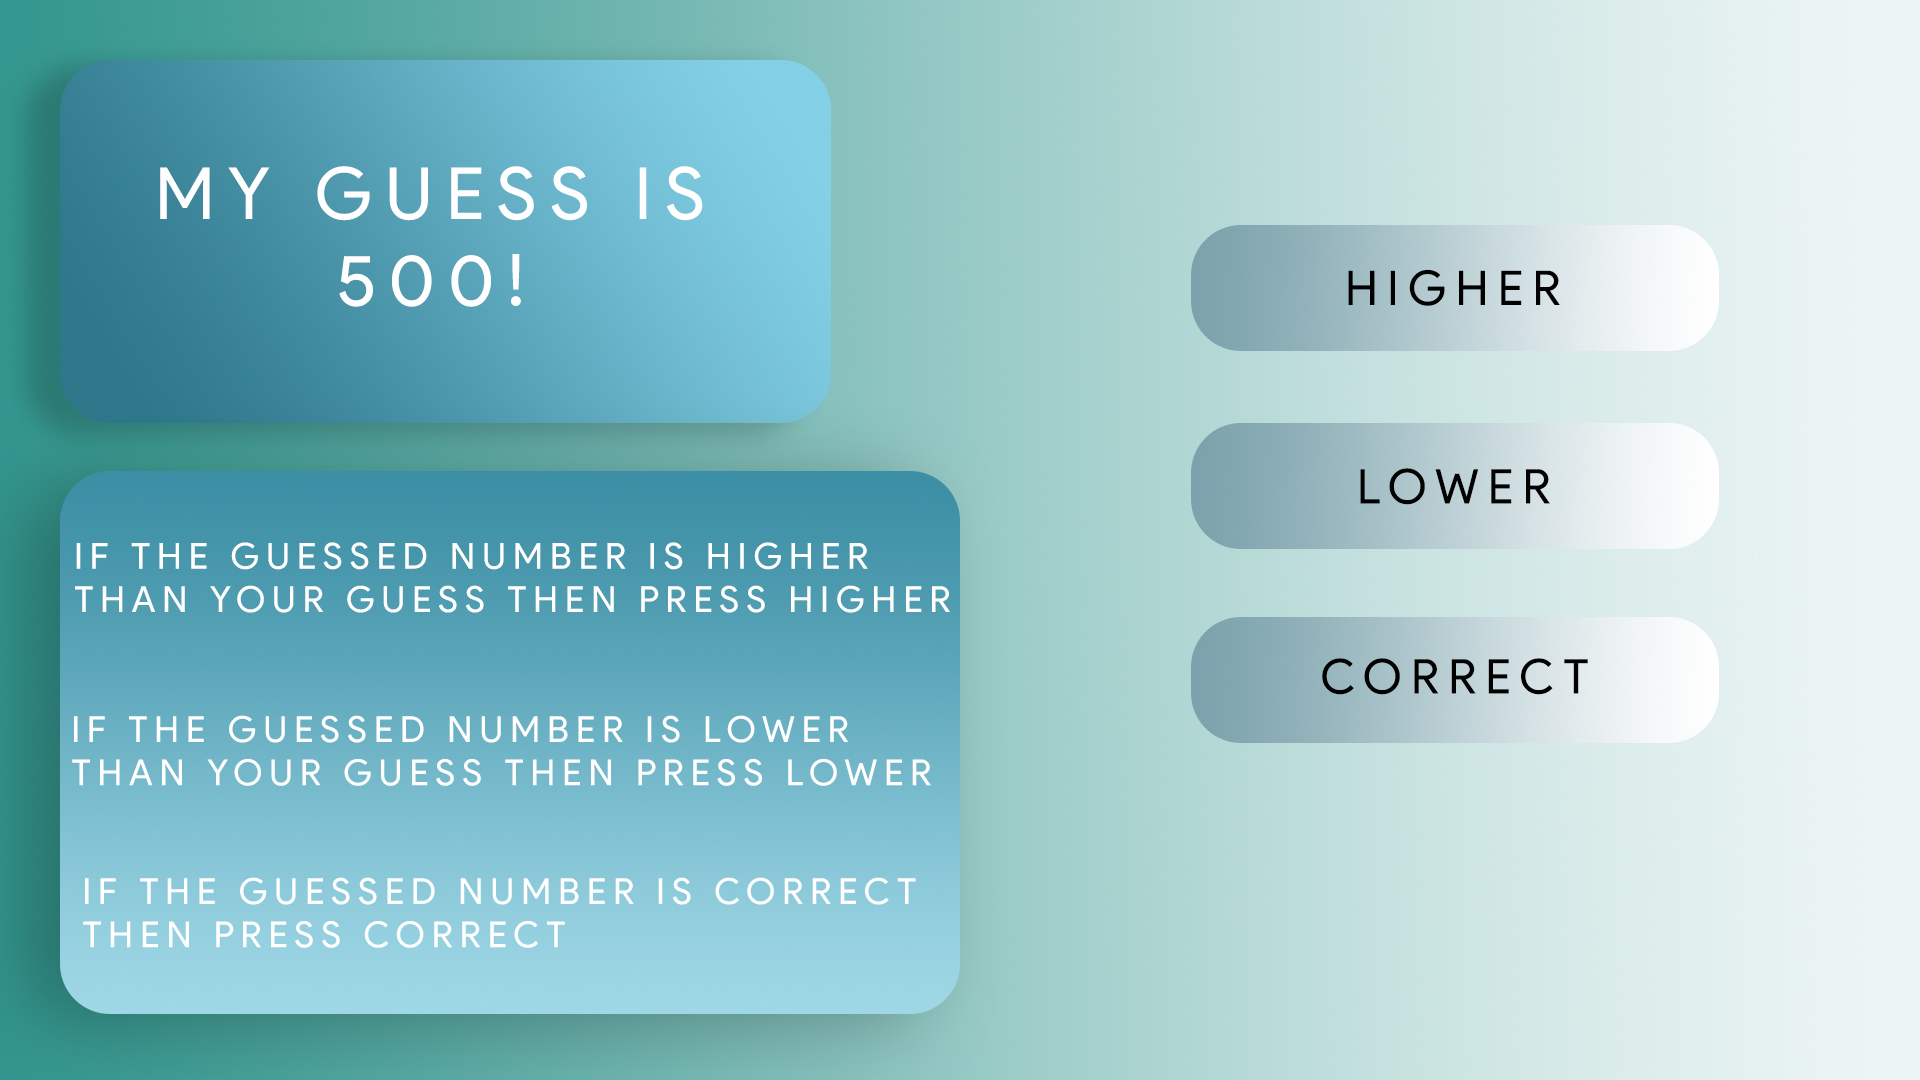 MY GUESS IS
500!
IF THE GUESSED NUMBER IS HIGHER
THAN YOUR GUESS THEN PRESS HIGHER
IF THE GUESSED NUMBER IS LOWER
THAN YOUR GUESS THEN PRESS LOWER
IF THE GUESSED NUMBER IS CORRECT
THEN PRESS CORRECT
HIGHER
LOWER
CORRECT